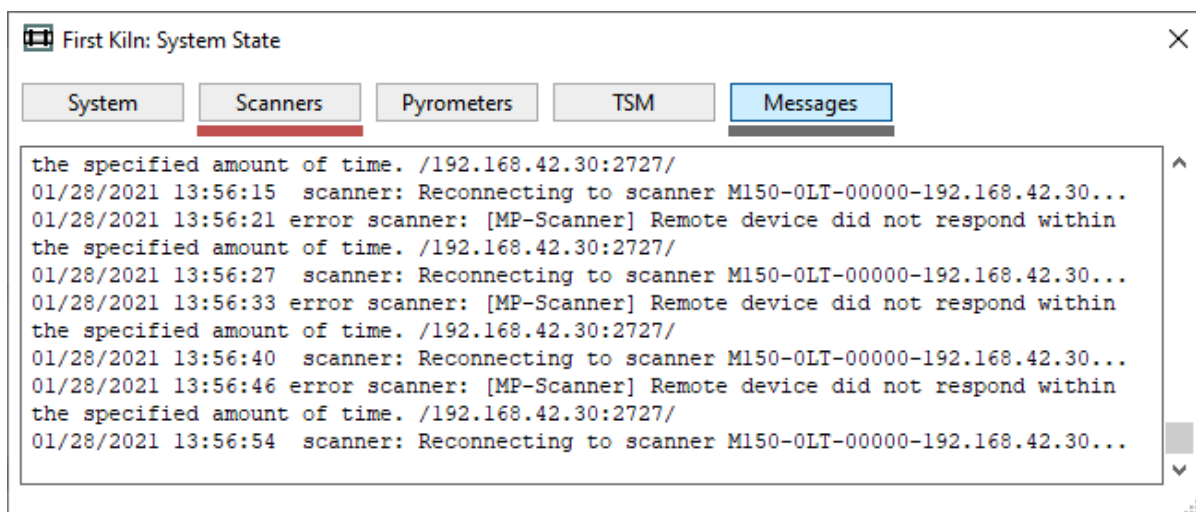 First Kiln: System State
System Scanners Pyrometers TSM Messages
the specified amount of time. /192.168.42.30:2727/
01/28/2021 13:56:15  scanner: Reconnecting to scanner M150-0LT-00000-192.168.42.30...
01/28/2021 13:56:21 error scanner: [MP-Scanner] Remote device did not respond within
the specified amount of time. /192.168.42.30:2727/
01/28/2021 13:56:27  scanner: Reconnecting to scanner M150-0LT-00000-192.168.42.30...
01/28/2021 13:56:33 error scanner: [MP-Scanner] Remote device did not respond within
the specified amount of time. /192.168.42.30:2727/
01/28/2021 13:56:40  scanner: Reconnecting to scanner M150-0LT-00000-192.168.42.30...
01/28/2021 13:56:46 error scanner: [MP-Scanner] Remote device did not respond within
the specified amount of time. /192.168.42.30:2727/
01/28/2021 13:56:54  scanner: Reconnecting to scanner M150-0LT-00000-192.168.42.30...